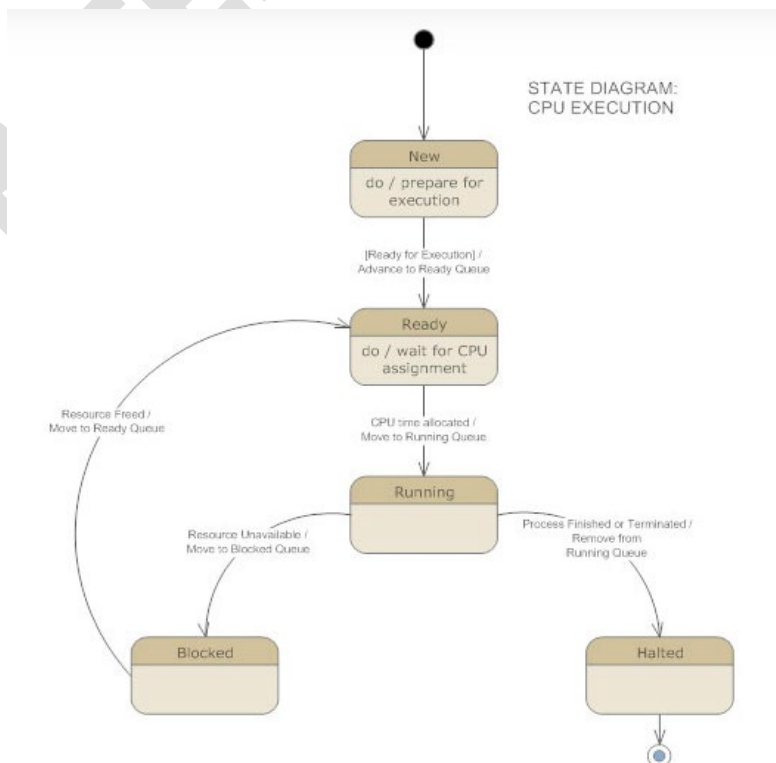 STATE DIAGRAM:
CPU EXECUTION
New
do / prepare for
execution
[Ready for Execution] /
Advance to Ready Queue
Ready
do / wait for CPU
assignment
Resource Freed /
Move to Ready Queue
CPU time allocated /
Move to Running Queue
Running
Resource Unavailable /
Move to Blocked Queue
Process Finished or Terminated /
Remove from
Running Queue
Blocked
Halted